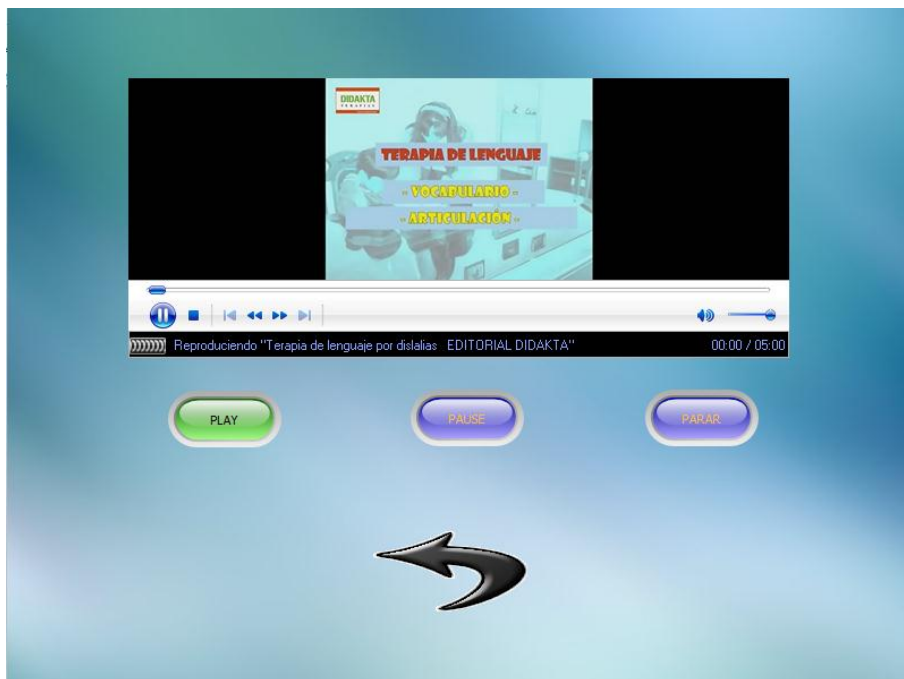 DIDAKTA
TERAPIAS
TERAPIA DE LENGUAJE
- VOCABULARIO -
- ARTICULACIÓN -
Reproduciendo "Terapia de lenguaje por dislalias EDITORIAL DIDAKTA" 00:00 / 05:00
PLAY PAUSE PARAR